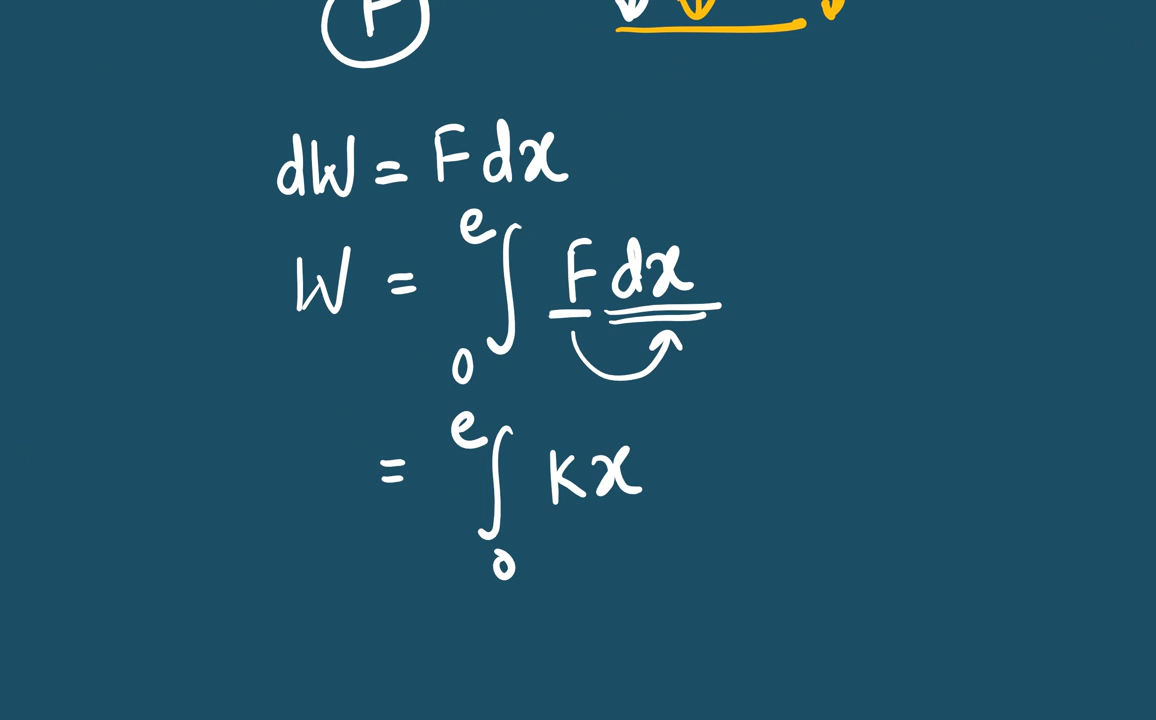 F
dW = Fdx
W = ∫₀ᵉ Fdx
= ∫₀ᵉ Kx